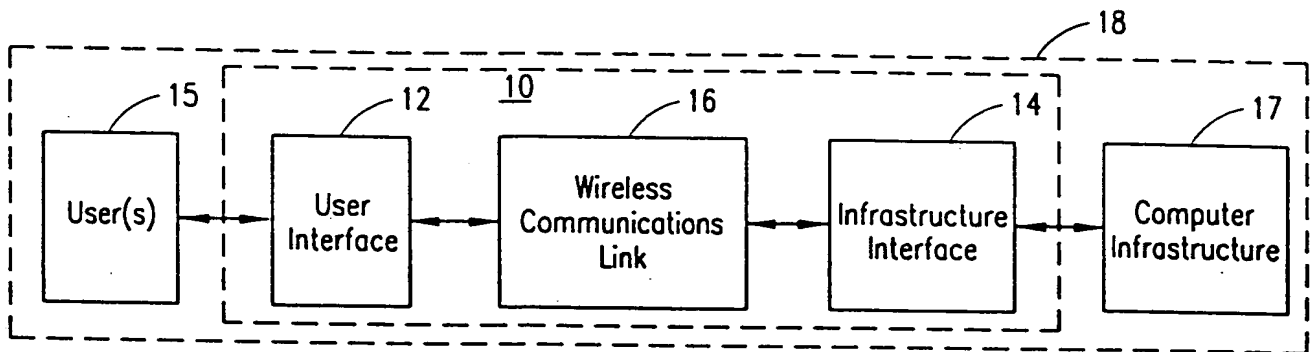 18
15
12
10
16
14
17
User(s)
User
Interface
Wireless
Communications
Link
Infrastructure
Interface
Computer
Infrastructure